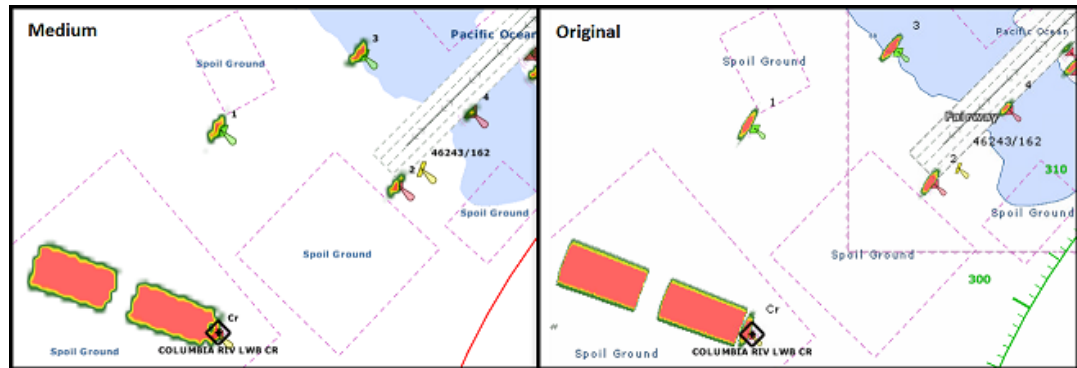 Medium
3
Pacific Ocean
Spoil Ground
4
1
46243/162
2
Spoil Ground
Spoil Ground
Cr
COLUMBIA RIV LWB CR
Spoil Ground
Original
3
Pacific Ocean
Spoil Ground
4
1
Fairway
46243/162
2
310
Spoil Ground
Spoil Ground
300
Cr
COLUMBIA RIV LWB CR
Spoil Ground